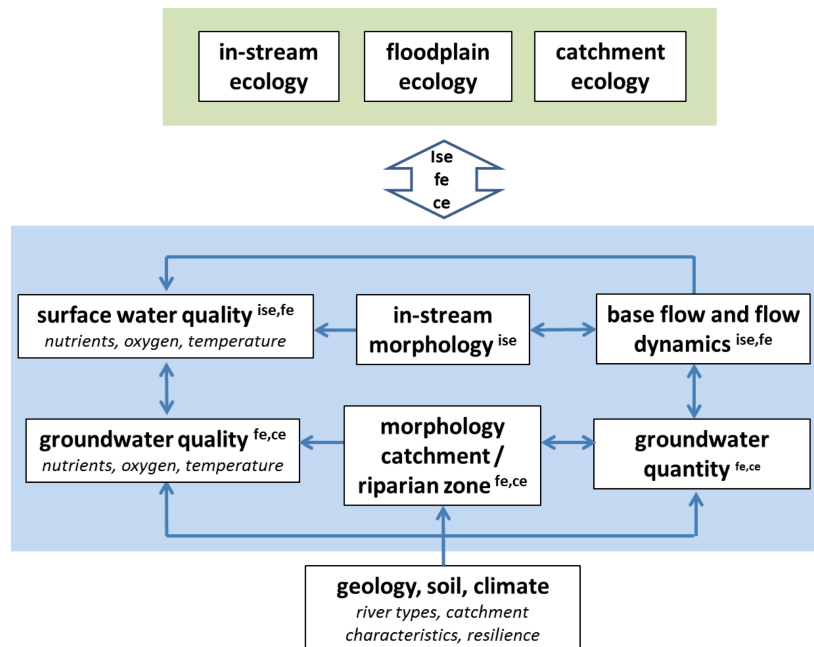 in-stream
ecology
floodplain
ecology
catchment
ecology
Ise
fe
ce
surface water quality ise,fe
nutrients, oxygen, temperature
in-stream
morphology ise
base flow and flow
dynamics ise,fe
groundwater quality fe,ce
nutrients, oxygen, temperature
morphology
catchment /
riparian zone fe,ce
groundwater
quantity fe,ce
geology, soil, climate
river types, catchment
characteristics, resilience